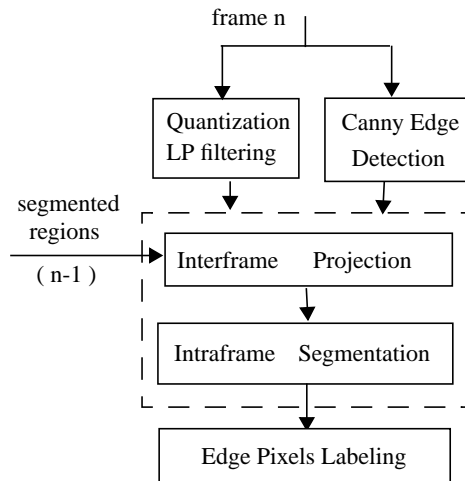 frame n
Quantization
LP filtering
Canny Edge
Detection
segmented
regions
( n-1 )
Interframe Projection
Intraframe Segmentation
Edge Pixels Labeling